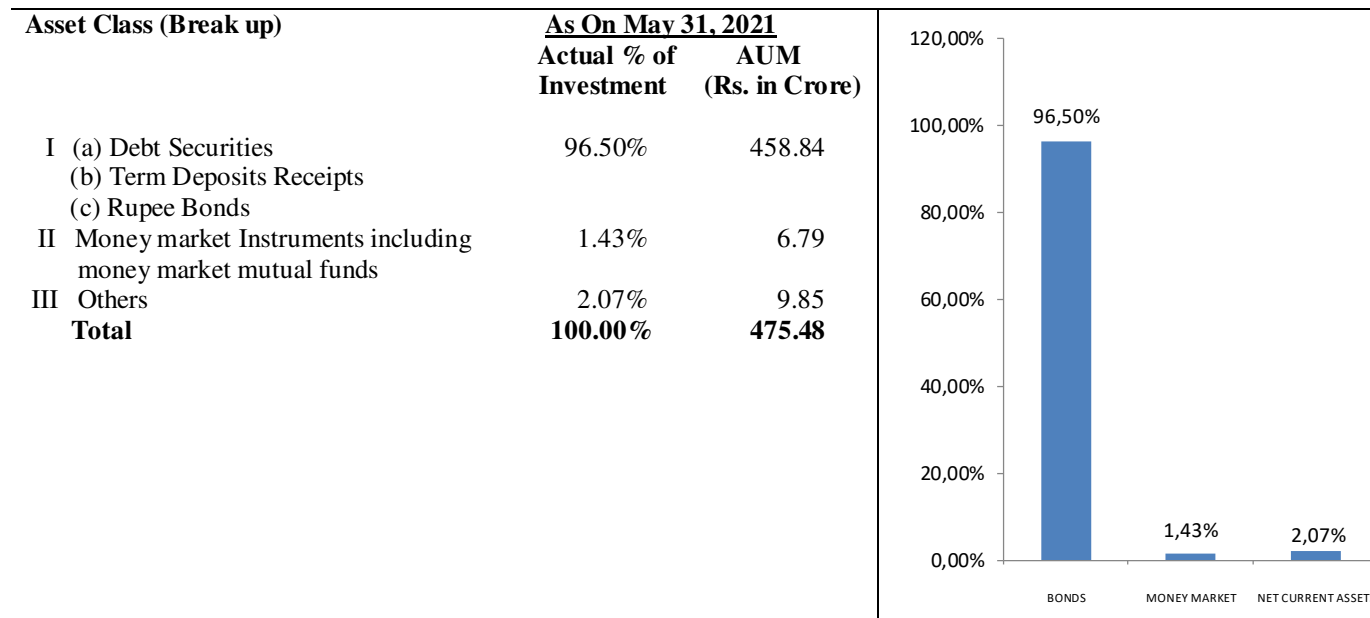 Asset Class (Break up) As On May 31, 2021
Actual % of AUM
Investment (Rs. in Crore)
I (a) Debt Securities 96.50% 458.84
(b) Term Deposits Receipts
(c) Rupee Bonds
II Money market Instruments including 1.43% 6.79
money market mutual funds
III Others 2.07% 9.85
Total 100.00% 475.48
120,00%
100,00%
80,00%
60,00%
40,00%
20,00%
0,00%
96,50%
1,43%
2,07%
BONDS MONEY MARKET NET CURRENT ASSET